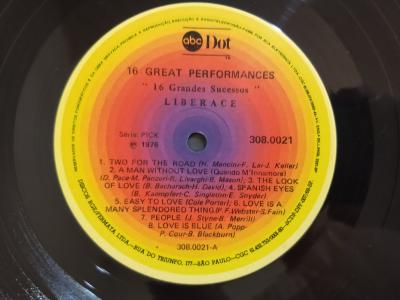 abc Dot
16 GREAT PERFORMANCES
" 16 Grandes Sucessos "
LIBERACE
Série: PICK
℗ 1976
308.0021
1. TWO FOR THE ROAD (H. Mancini-F. Lai-J. Keller)
2. A MAN WITHOUT LOVE (Quando M'Innamoro)
(D. Pace-M. Panzeri-R. Livraghi-B. Mason) 3. THE LOOK
OF LOVE (B. Bacharach-H. David) 4. SPANISH EYES
(B. Kaempfert-C. Singleton-E. Snyder)
5. EASY TO LOVE (Cole Porter) 6. LOVE IS A
MANY SPLENDORED THING (P. F. Webster-S. Fain)
7. PEOPLE (J. Styne-B. Merrill)
8. LOVE IS BLUE (A. Popp-
P. Cour-B. Blackburn)
308.0021-A
DISCOS RGE/FERMATA LTDA.-RUA DO TRIUNFO, 177-SÃO PAULO-CGC